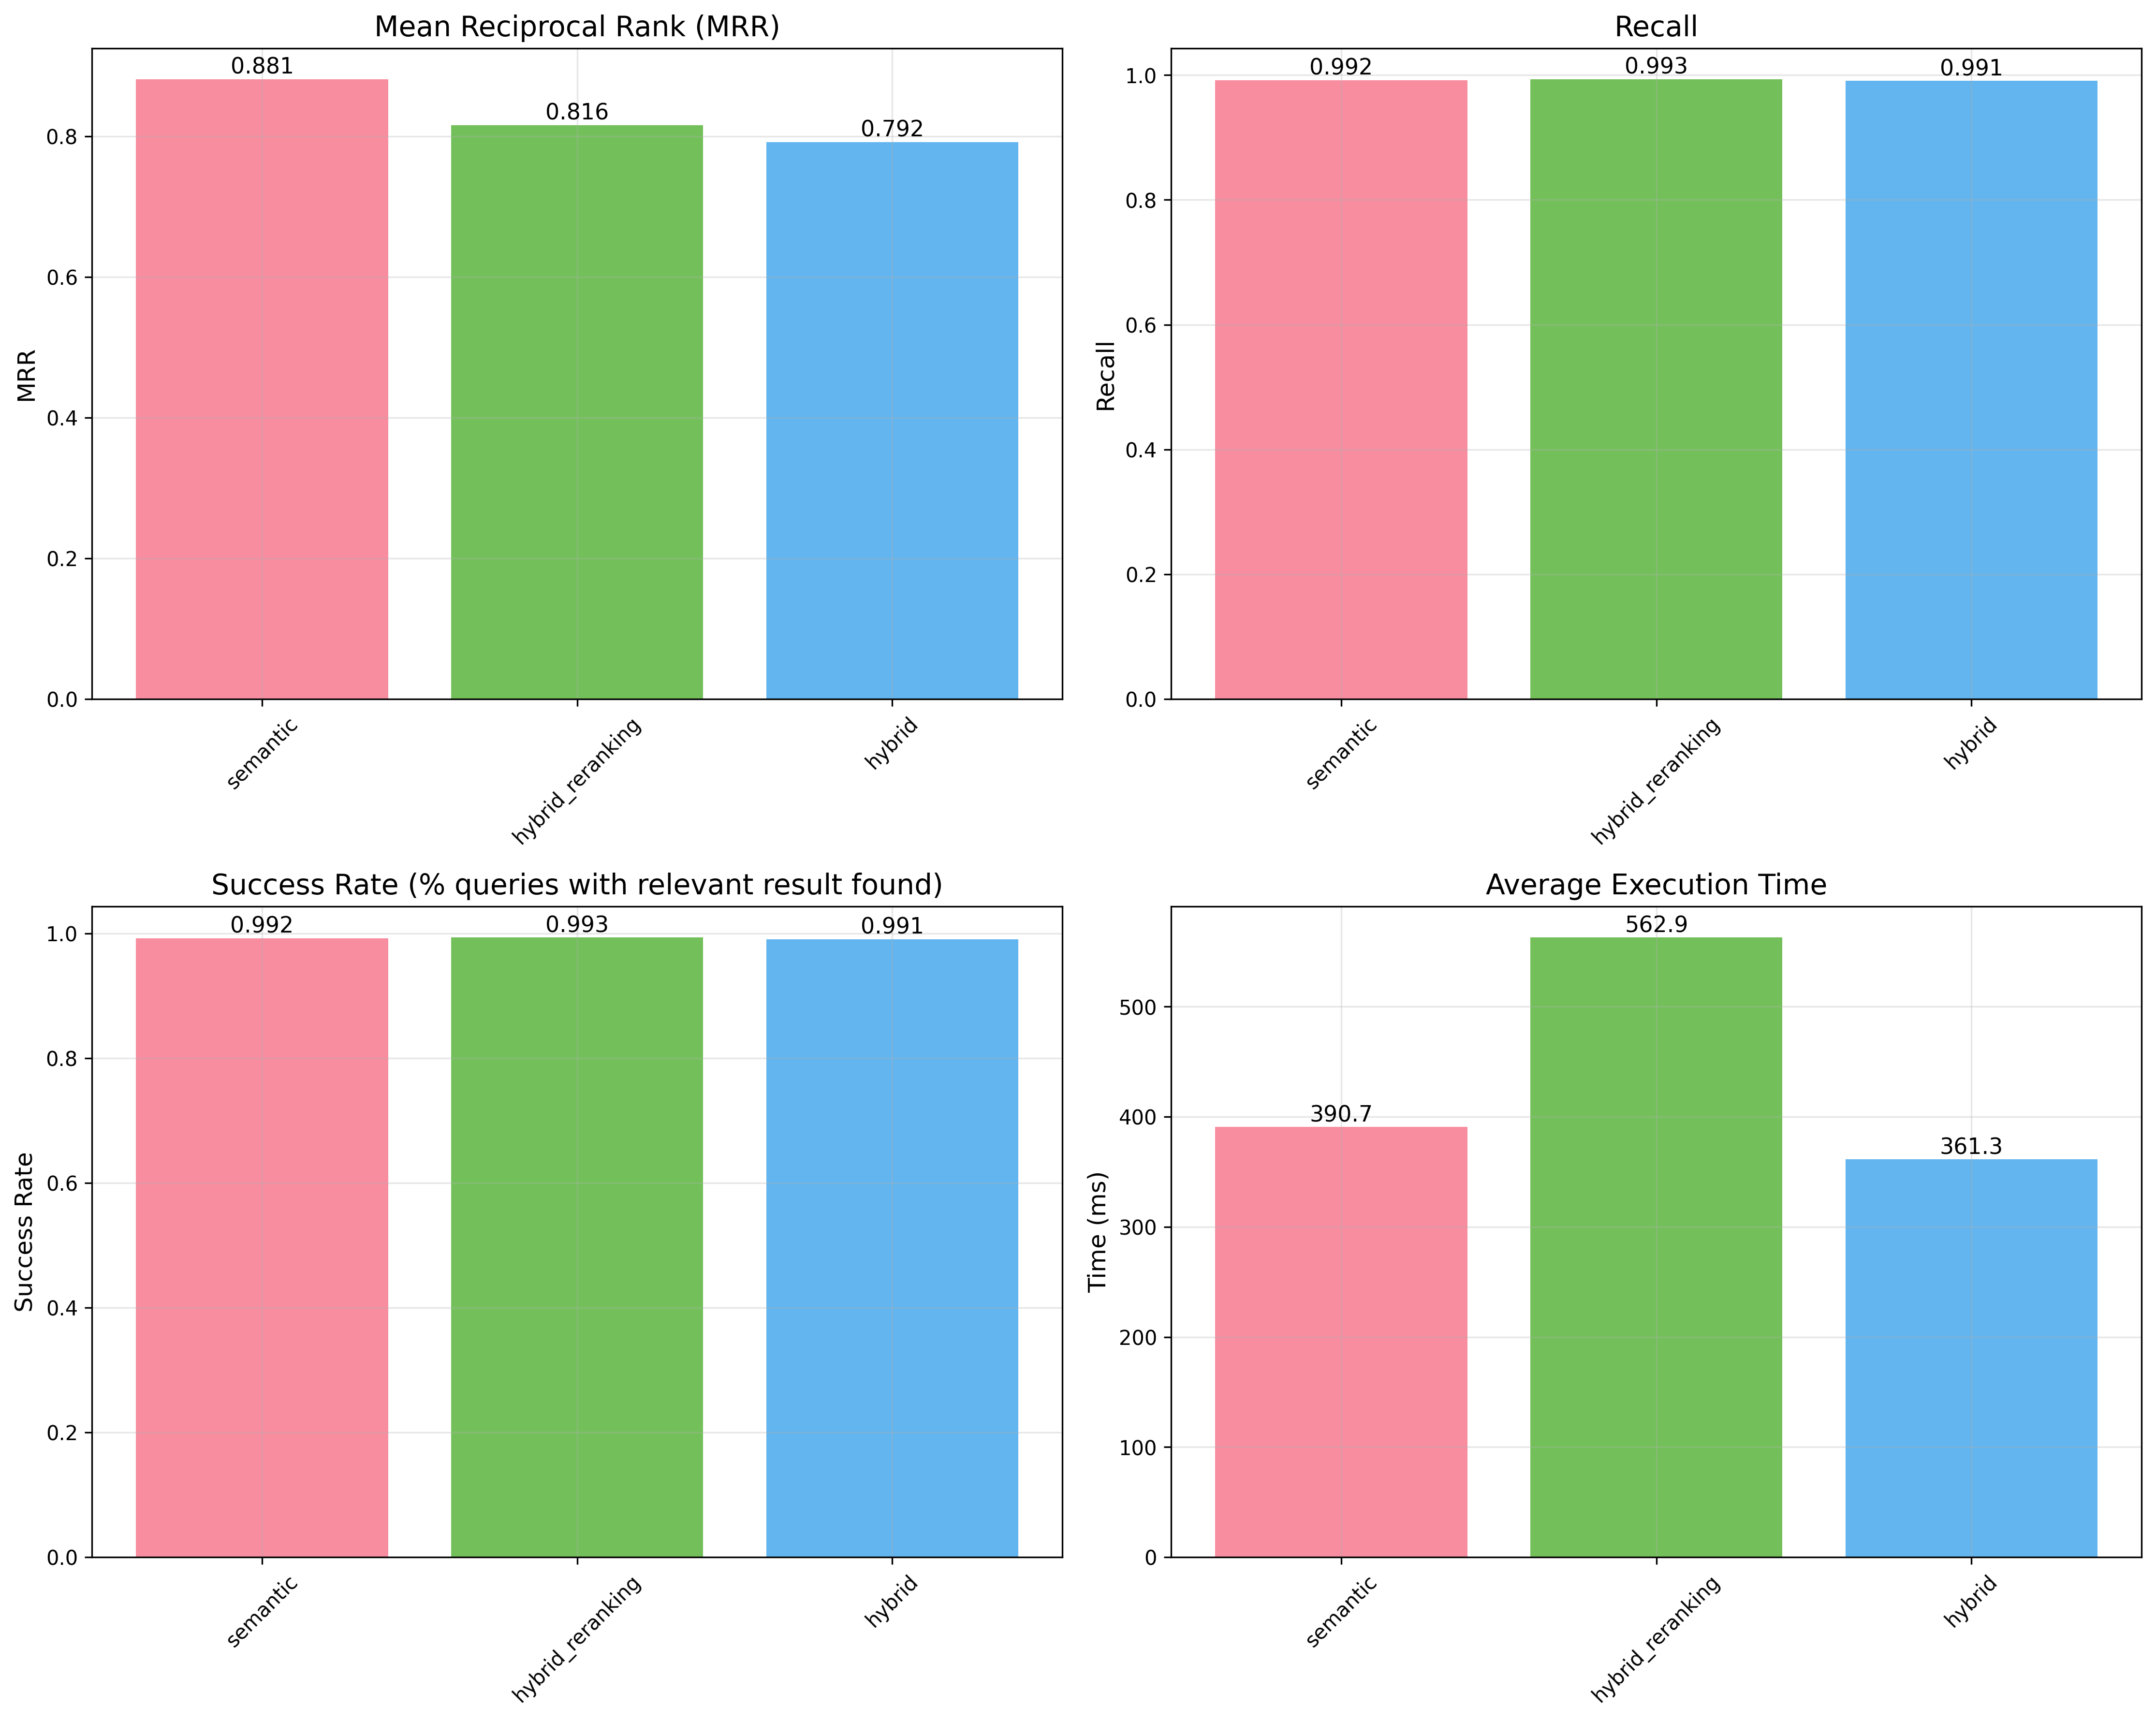 Mean Reciprocal Rank (MRR)
MRR
0.8
0.6
0.4
0.2
0.0
0.881
0.816
0.792
semantic
hybrid_reranking
hybrid
Recall
Recall
1.0
0.8
0.6
0.4
0.2
0.0
0.992
0.993
0.991
semantic
hybrid_reranking
hybrid
Success Rate (% queries with relevant result found)
Success Rate
1.0
0.8
0.6
0.4
0.2
0.0
0.992
0.993
0.991
semantic
hybrid_reranking
hybrid
Average Execution Time
Time (ms)
500
400
300
200
100
0
390.7
562.9
361.3
semantic
hybrid_reranking
hybrid